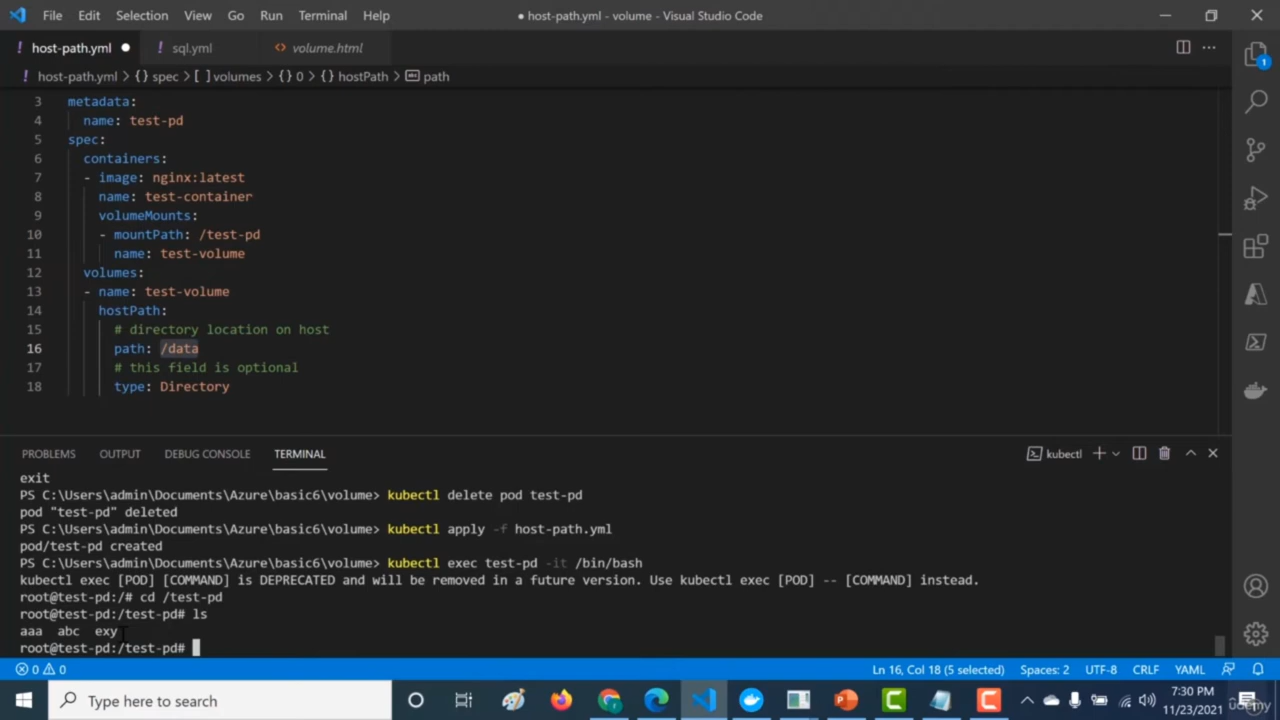 File Edit Selection View Go Run Terminal Help
● host-path.yml - volume - Visual Studio Code
! host-path.yml ●
! sql.yml
<> volume.html
! host-path.yml > {} spec > [ ] volumes > {} 0 > {} hostPath > abc path
1
3 metadata:
4 name: test-pd
5 spec:
6 containers:
7 - image: nginx:latest
8 name: test-container
9 volumeMounts:
10 - mountPath: /test-pd
11 name: test-volume
12 volumes:
13 - name: test-volume
14 hostPath:
15 # directory location on host
16 path: /data
17 # this field is optional
18 type: Directory
PROBLEMS OUTPUT DEBUG CONSOLE TERMINAL
kubectl
exit
PS C:\Users\admin\Documents\Azure\basic6\volume> kubectl delete pod test-pd
pod "test-pd" deleted
PS C:\Users\admin\Documents\Azure\basic6\volume> kubectl apply -f host-path.yml
pod/test-pd created
PS C:\Users\admin\Documents\Azure\basic6\volume> kubectl exec test-pd -it /bin/bash
kubectl exec [POD] [COMMAND] is DEPRECATED and will be removed in a future version. Use kubectl exec [POD] -- [COMMAND] instead.
root@test-pd:/# cd /test-pd
root@test-pd:/test-pd# ls
aaa abc exy
root@test-pd:/test-pd#
0 0
Ln 16, Col 18 (5 selected) Spaces: 2 UTF-8 CRLF YAML
Type here to search
7:30 PM
11/23/2021
udemy